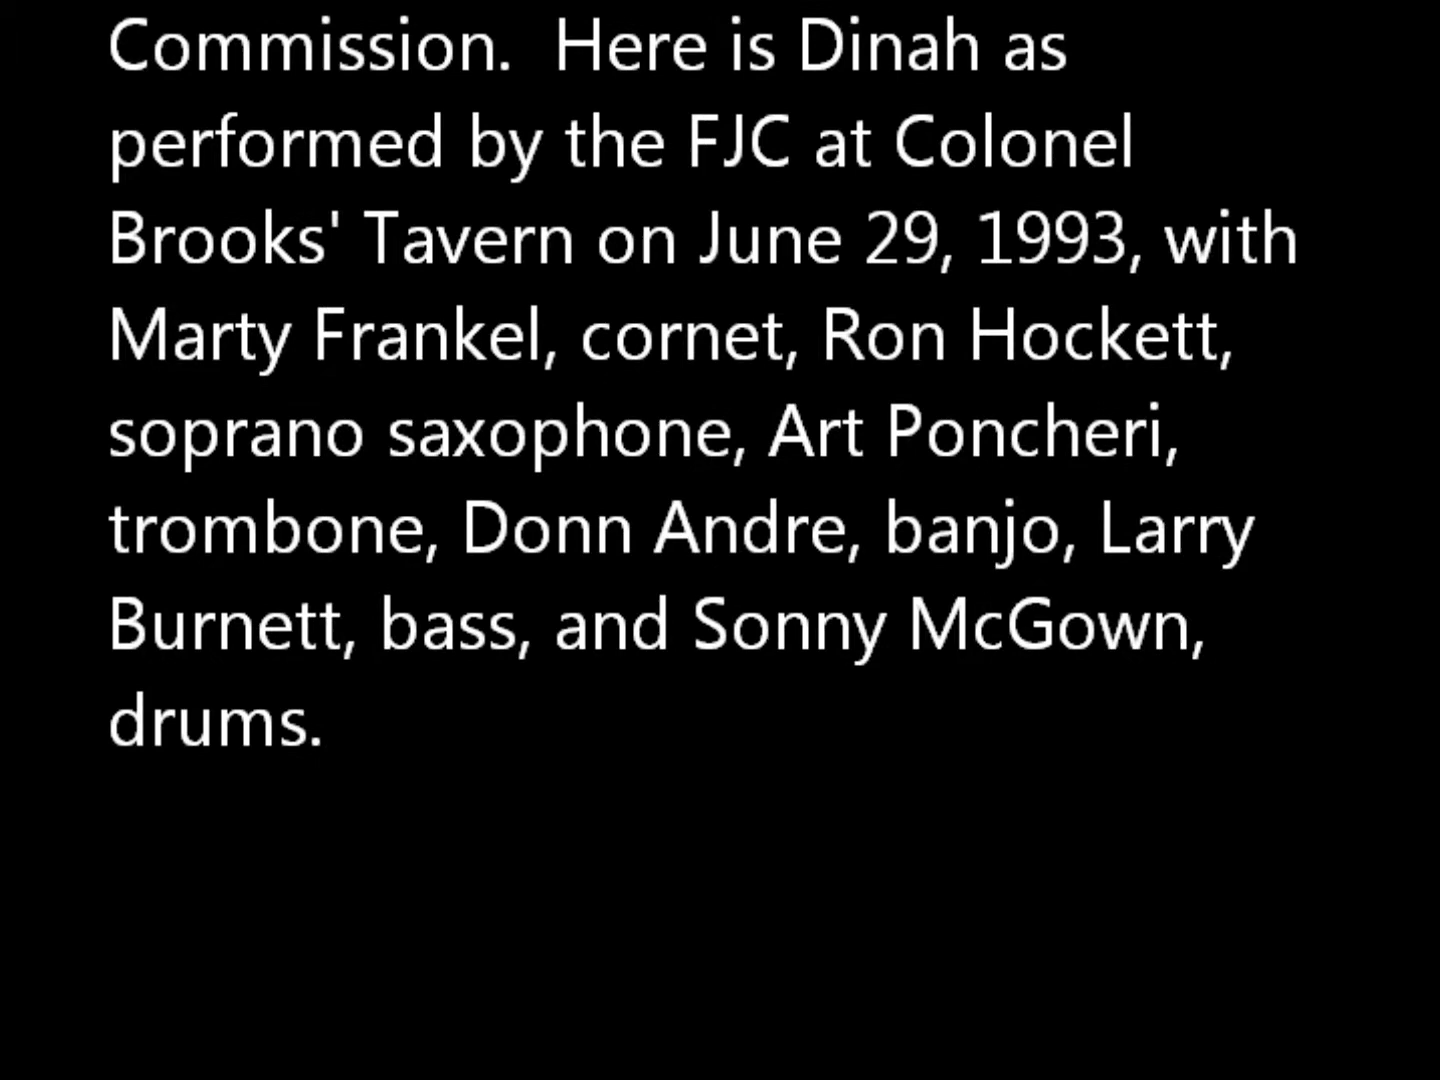 Commission.  Here is Dinah as
performed by the FJC at Colonel
Brooks' Tavern on June 29, 1993, with
Marty Frankel, cornet, Ron Hockett,
soprano saxophone, Art Poncheri,
trombone, Donn Andre, banjo, Larry
Burnett, bass, and Sonny McGown,
drums.